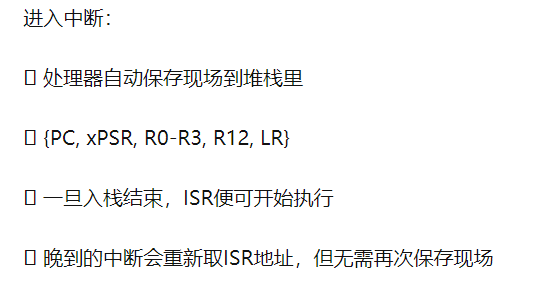 进入中断：
▯ 处理器自动保存现场到堆栈里
▯ {PC, xPSR, R0-R3, R12, LR}
▯ 一旦入栈结束，ISR便可开始执行
▯ 晚到的中断会重新取ISR地址，但无需再次保存现场